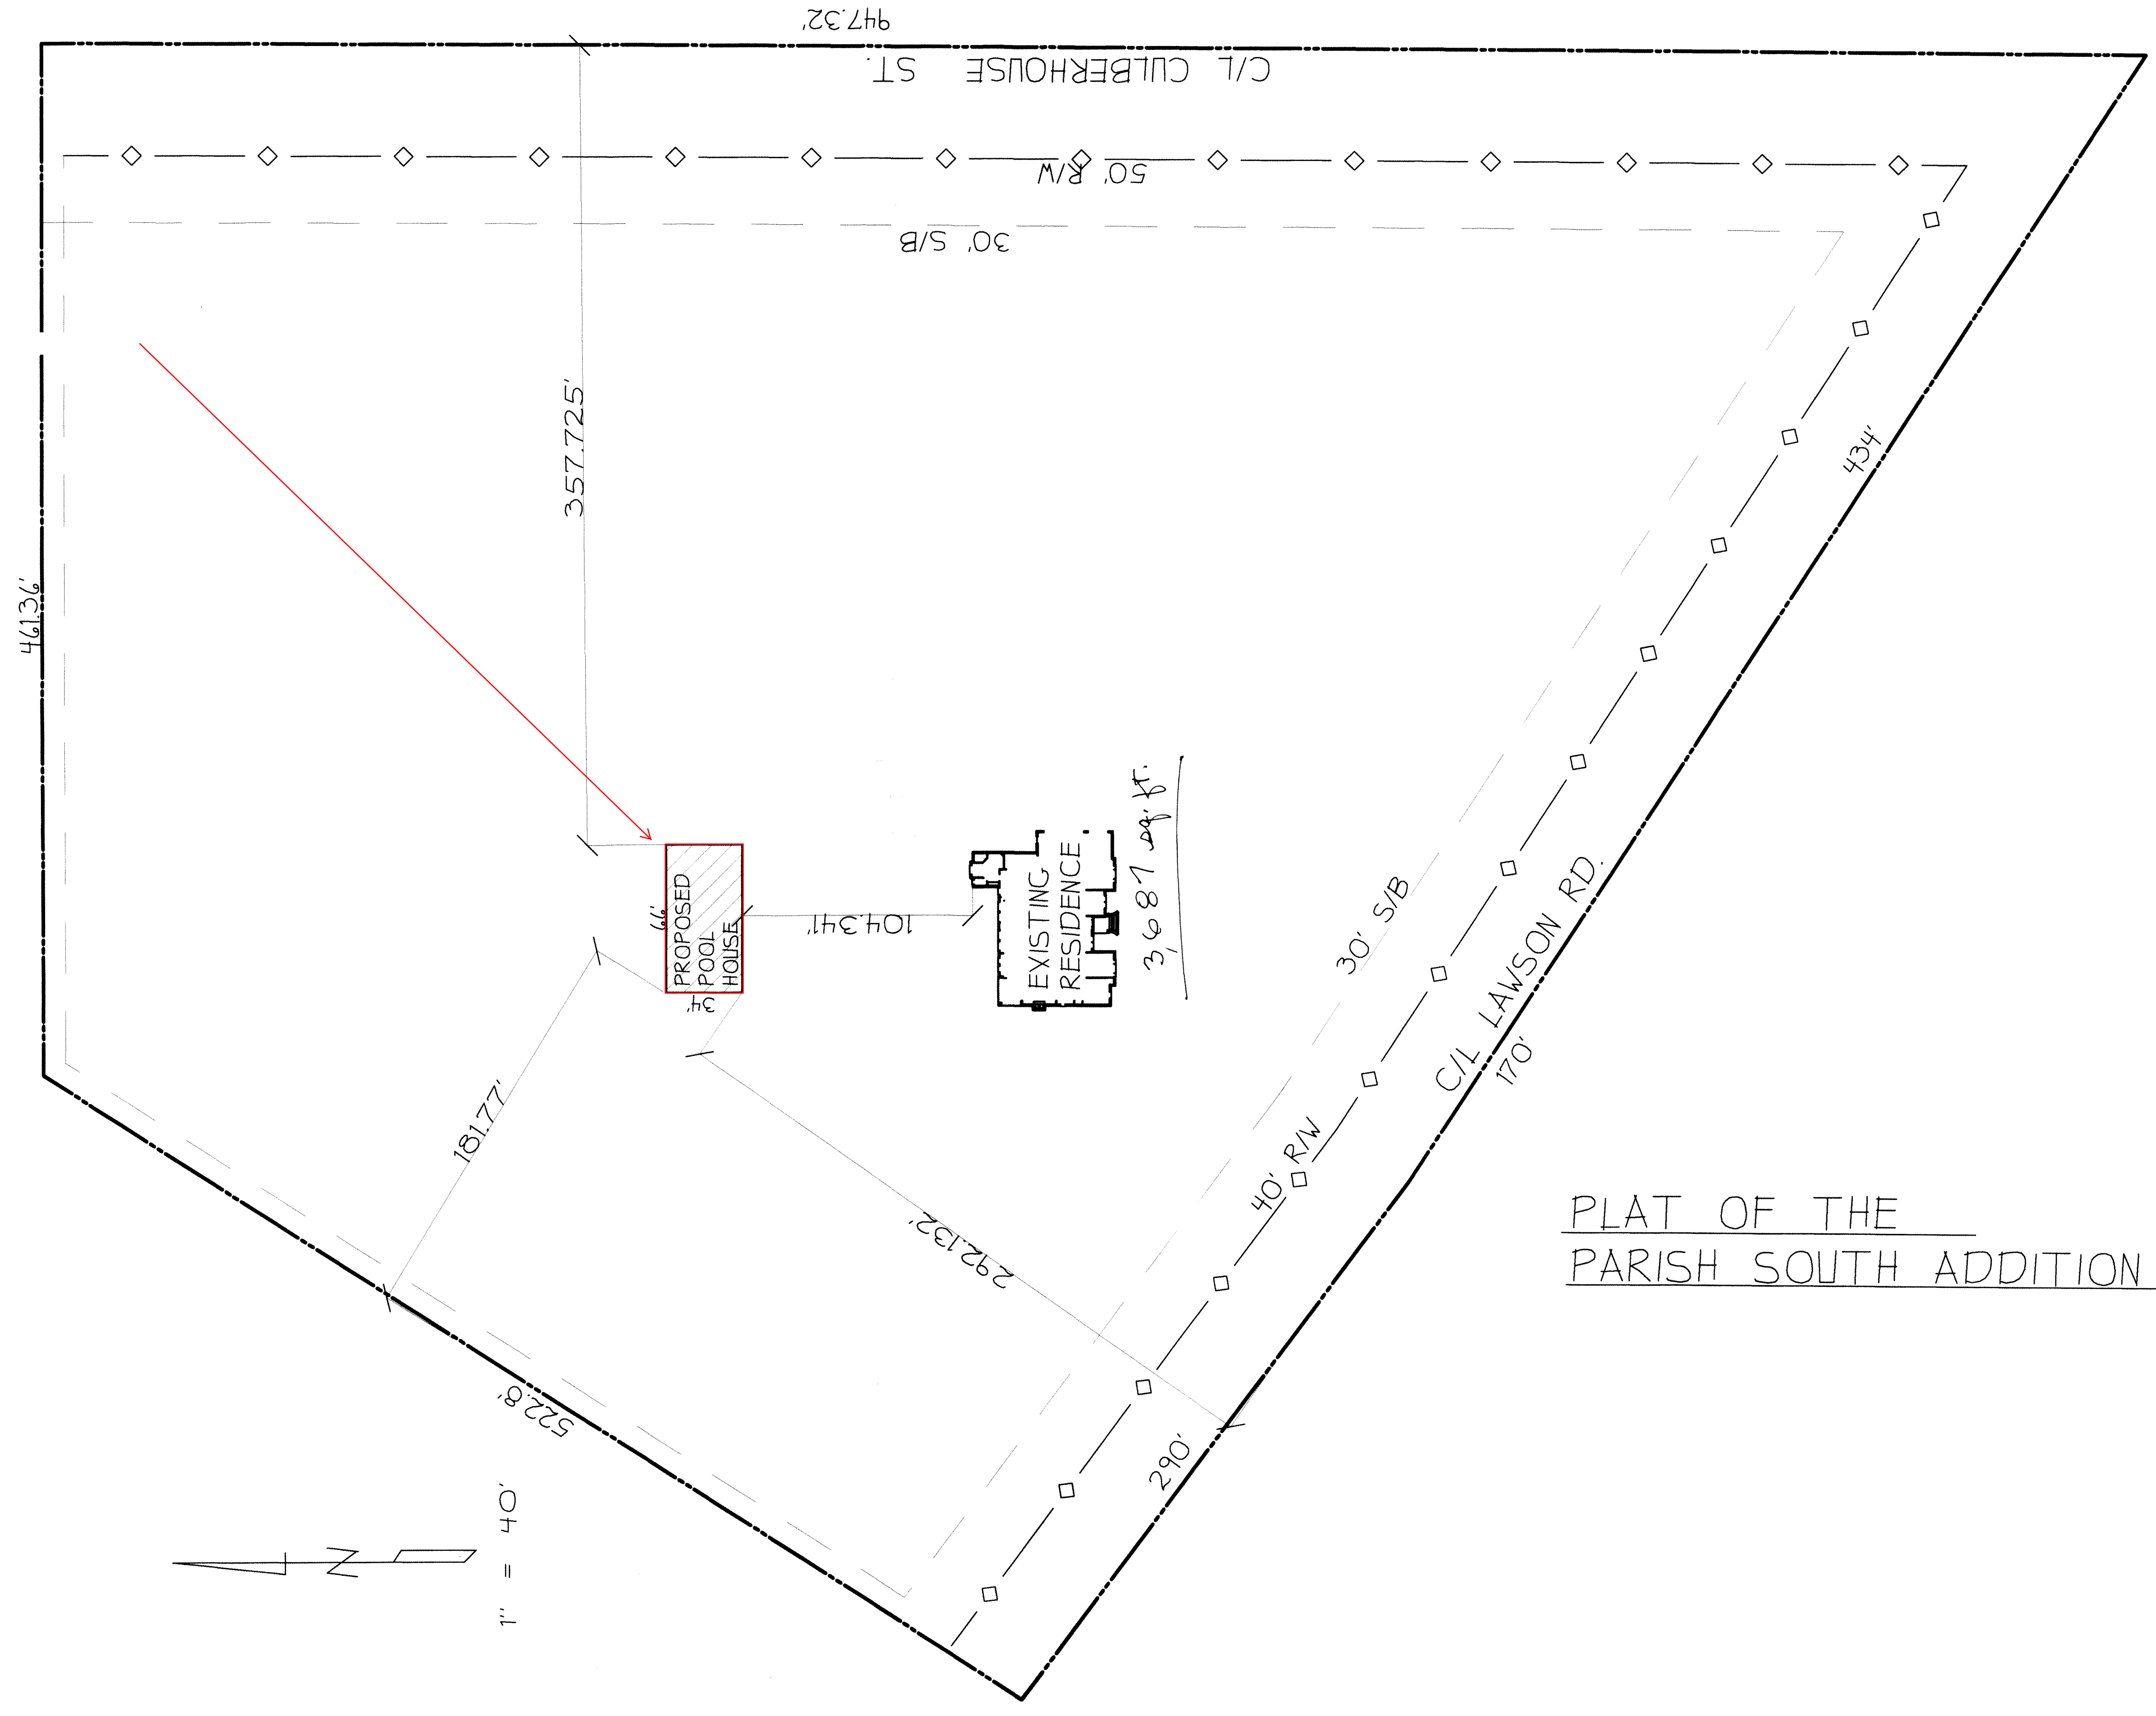 947.32'
C/L CULBERHOUSE ST.
50' R/W
30' S/B
357.725'
434'
461.36'
66'
PROPOSED
POOL
HOUSE
34'
104.341'
EXISTING
RESIDENCE
3,687 sq. ft.
30' S/B
C/L LAWSON RD.
170'
181.77'
40' R/W
292.132'
290'
522.8'
PLAT OF THE
PARISH SOUTH ADDITION
N
1" = 40'